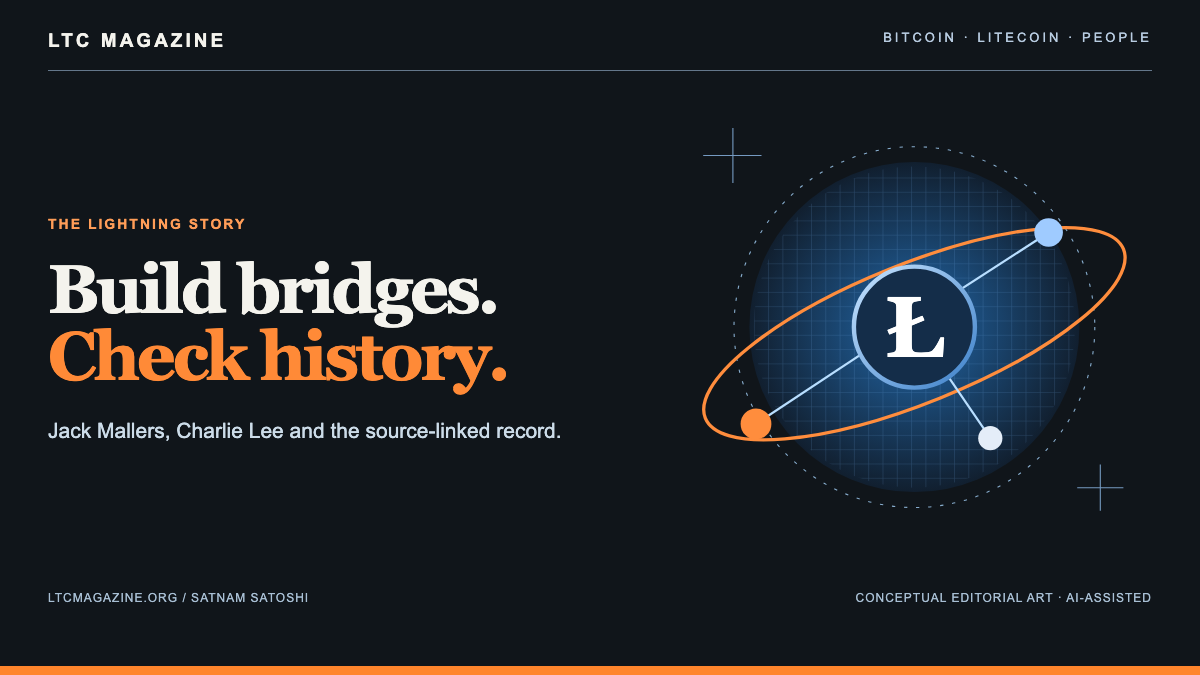 LTC MAGAZINE
BITCOIN · LITECOIN · PEOPLE
THE LIGHTNING STORY
Build bridges.
Check history.
Jack Mallers, Charlie Lee and the source-linked record.
Ł
LTCMAGAZINE.ORG / SATNAM SATOSHI
CONCEPTUAL EDITORIAL ART · AI-ASSISTED